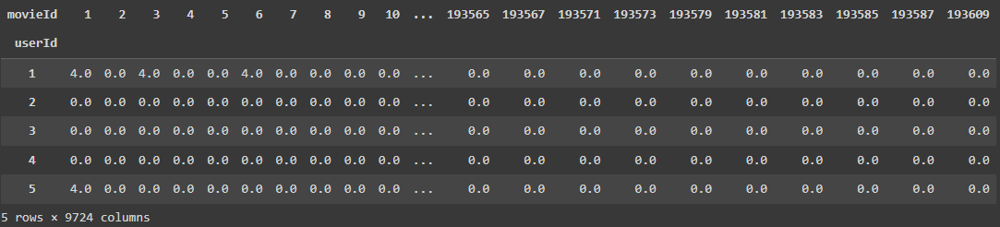 movieId 1 2 3 4 5 6 7 8 9 10 ... 193565 193567 193571 193573 193579 193581 193583 193585 193587 193609
userId
1 4.0 0.0 4.0 0.0 0.0 4.0 0.0 0.0 0.0 0.0 ... 0.0 0.0 0.0 0.0 0.0 0.0 0.0 0.0 0.0 0.0
2 0.0 0.0 0.0 0.0 0.0 0.0 0.0 0.0 0.0 0.0 ... 0.0 0.0 0.0 0.0 0.0 0.0 0.0 0.0 0.0 0.0
3 0.0 0.0 0.0 0.0 0.0 0.0 0.0 0.0 0.0 0.0 ... 0.0 0.0 0.0 0.0 0.0 0.0 0.0 0.0 0.0 0.0
4 0.0 0.0 0.0 0.0 0.0 0.0 0.0 0.0 0.0 0.0 ... 0.0 0.0 0.0 0.0 0.0 0.0 0.0 0.0 0.0 0.0
5 4.0 0.0 0.0 0.0 0.0 0.0 0.0 0.0 0.0 0.0 ... 0.0 0.0 0.0 0.0 0.0 0.0 0.0 0.0 0.0 0.0
5 rows × 9724 columns